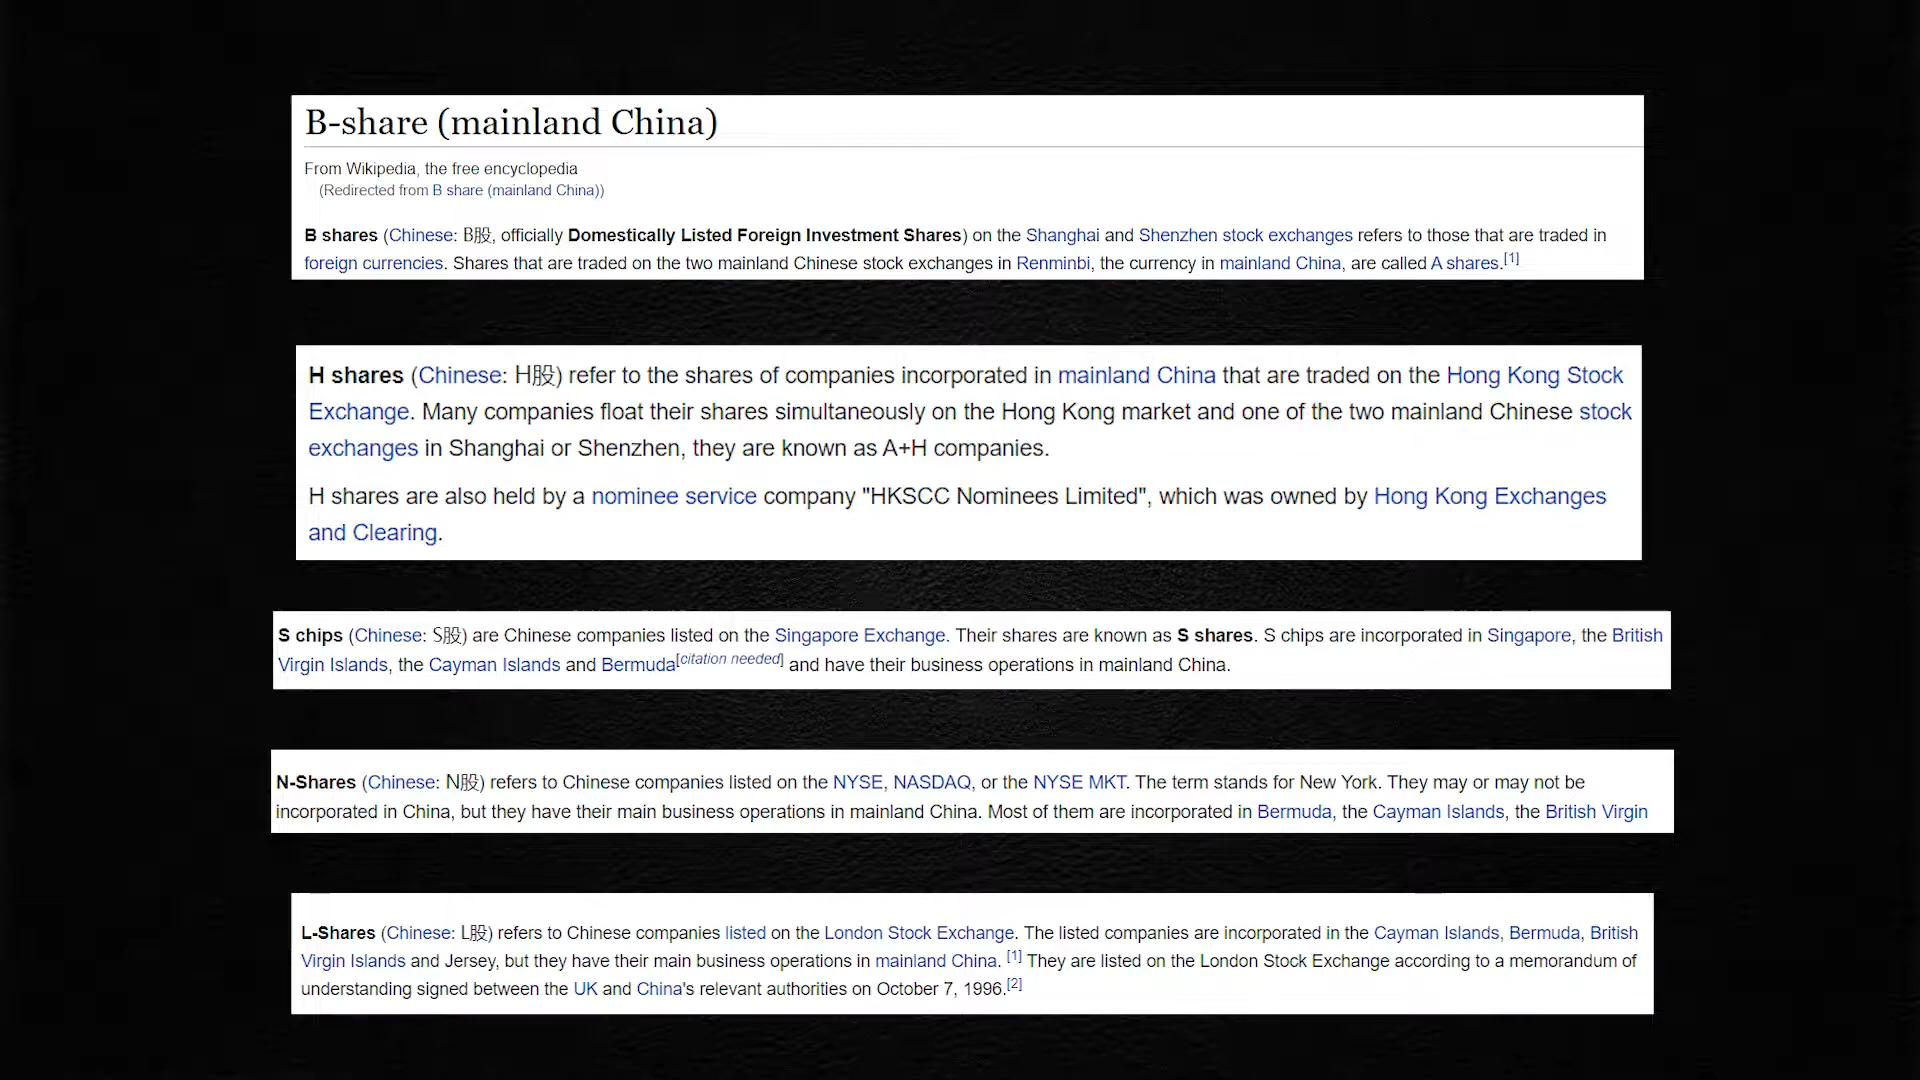 B-share (mainland China)
From Wikipedia, the free encyclopedia
(Redirected from B share (mainland China))
B shares (Chinese: B股, officially Domestically Listed Foreign Investment Shares) on the Shanghai and Shenzhen stock exchanges refers to those that are traded in
foreign currencies. Shares that are traded on the two mainland Chinese stock exchanges in Renminbi, the currency in mainland China, are called A shares.[1]
H shares (Chinese: H股) refer to the shares of companies incorporated in mainland China that are traded on the Hong Kong Stock
Exchange. Many companies float their shares simultaneously on the Hong Kong market and one of the two mainland Chinese stock
exchanges in Shanghai or Shenzhen, they are known as A+H companies.
H shares are also held by a nominee service company "HKSCC Nominees Limited", which was owned by Hong Kong Exchanges
and Clearing.
S chips (Chinese: S股) are Chinese companies listed on the Singapore Exchange. Their shares are known as S shares. S chips are incorporated in Singapore, the British
Virgin Islands, the Cayman Islands and Bermuda[citation needed] and have their business operations in mainland China.
N-Shares (Chinese: N股) refers to Chinese companies listed on the NYSE, NASDAQ, or the NYSE MKT. The term stands for New York. They may or may not be
incorporated in China, but they have their main business operations in mainland China. Most of them are incorporated in Bermuda, the Cayman Islands, the British Virgin
L-Shares (Chinese: L股) refers to Chinese companies listed on the London Stock Exchange. The listed companies are incorporated in the Cayman Islands, Bermuda, British
Virgin Islands and Jersey, but they have their main business operations in mainland China. [1] They are listed on the London Stock Exchange according to a memorandum of
understanding signed between the UK and China's relevant authorities on October 7, 1996.[2]